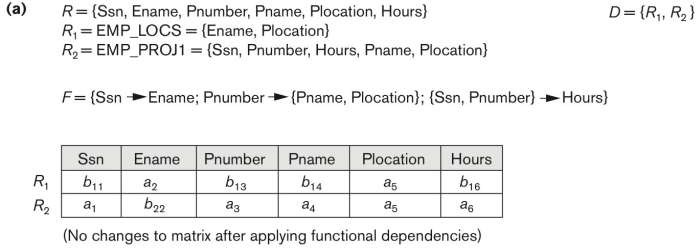 (a) R = {Ssn, Ename, Pnumber, Pname, Plocation, Hours} D = {R₁, R₂ }
R₁ = EMP_LOCS = {Ename, Plocation}
R₂ = EMP_PROJ1 = {Ssn, Pnumber, Hours, Pname, Plocation}
F = {Ssn → Ename; Pnumber → {Pname, Plocation}; {Ssn, Pnumber} → Hours}
Ssn Ename Pnumber Pname Plocation Hours
R₁ b₁₁ a₂ b₁₃ b₁₄ a₅ b₁₆
R₂ a₁ b₂₂ a₃ a₄ a₅ a₆
(No changes to matrix after applying functional dependencies)